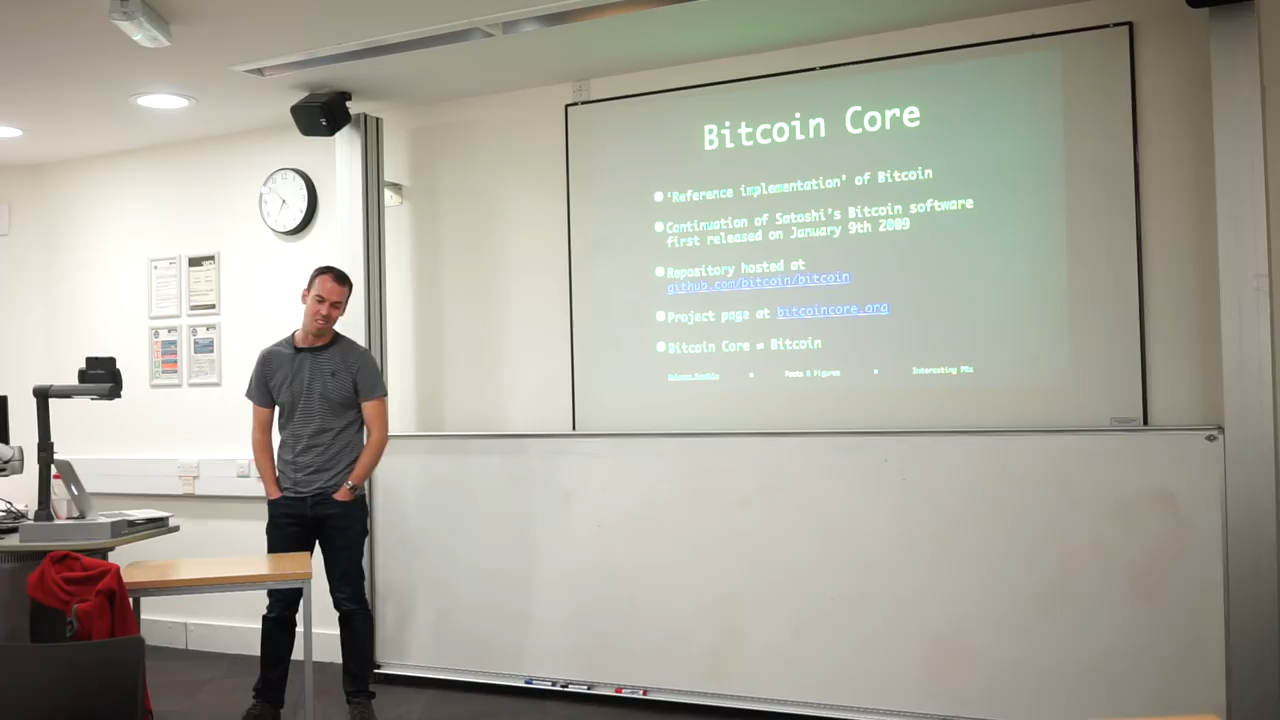 Bitcoin Core
‘Reference implementation’ of Bitcoin
Continuation of Satoshi’s Bitcoin software
first released on January 9th 2009
Repository hosted at
github.com/bitcoin/bitcoin
Project page at bitcoincore.org
Bitcoin Core ≠ Bitcoin
Facts & Figures
Interesting PRs